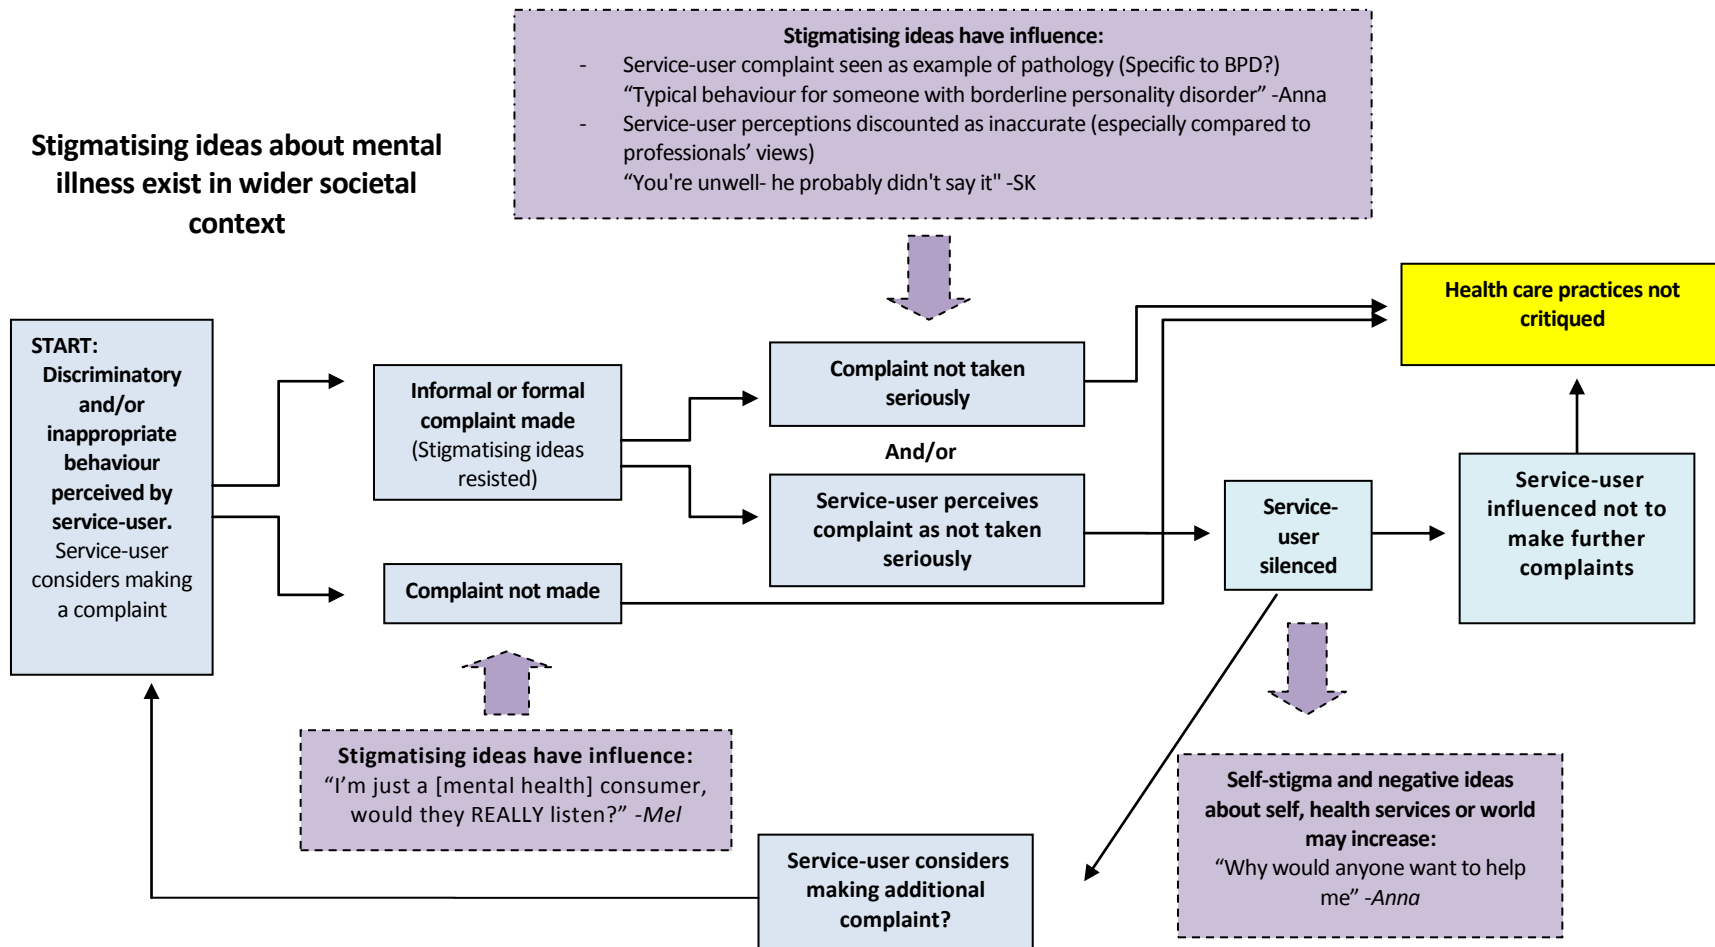 Stigmatising ideas have influence:
- Service-user complaint seen as example of pathology (Specific to BPD?)
“Typical behaviour for someone with borderline personality disorder” -Anna
- Service-user perceptions discounted as inaccurate (especially compared to
professionals’ views)
“You're unwell- he probably didn't say it" -SK
Stigmatising ideas about mental
illness exist in wider societal
context
Health care practices not
critiqued
START:
Discriminatory
and/or
inappropriate
behaviour
perceived by
service-user.
Service-user
considers making
a complaint
Informal or formal
complaint made
(Stigmatising ideas
resisted)
Complaint not taken
seriously
And/or
Service-user perceives
complaint as not taken
seriously
Service-
user
silenced
Service-user
influenced not to
make further
complaints
Complaint not made
Stigmatising ideas have influence:
“I’m just a [mental health] consumer,
would they REALLY listen?” -Mel
Self-stigma and negative ideas
about self, health services or world
may increase:
“Why would anyone want to help
me” -Anna
Service-user considers
making additional
complaint?